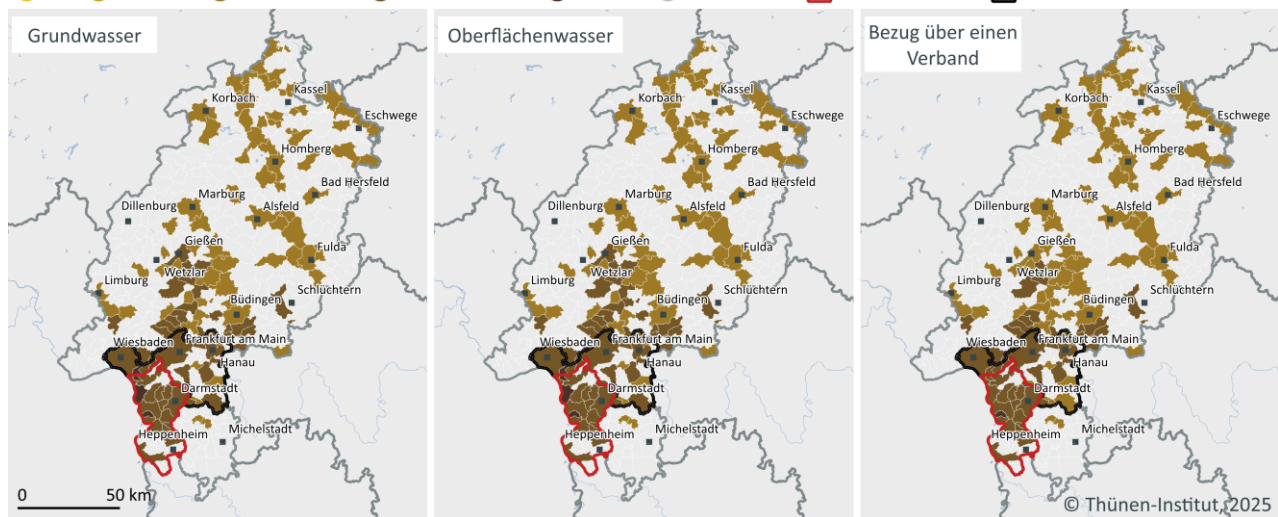 Grundwasser
Kassel
Korbach
Eschwege
Homberg
Bad Hersfeld
Marburg
Dillenburg
Alsfeld
Gießen
Fulda
Wetzlar
Limburg
Schlüchtern
Büdingen
Wiesbaden
Frankfurt am Main
Hanau
Darmstadt
Heppenheim
Michelstadt
0 50 km
Oberflächenwasser
Kassel
Korbach
Eschwege
Homberg
Bad Hersfeld
Marburg
Dillenburg
Alsfeld
Gießen
Fulda
Wetzlar
Limburg
Schlüchtern
Büdingen
Wiesbaden
Frankfurt am Main
Hanau
Darmstadt
Heppenheim
Michelstadt
Bezug über einen
Verband
Kassel
Korbach
Eschwege
Homberg
Bad Hersfeld
Marburg
Dillenburg
Alsfeld
Gießen
Fulda
Wetzlar
Limburg
Schlüchtern
Büdingen
Wiesbaden
Frankfurt am Main
Hanau
Darmstadt
Heppenheim
Michelstadt
© Thünen-Institut, 2025